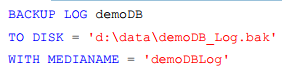 BACKUP LOG demoDB
TO DISK = 'd:\data\demoDB_Log.bak'
WITH MEDIANAME = 'demoDBLog'